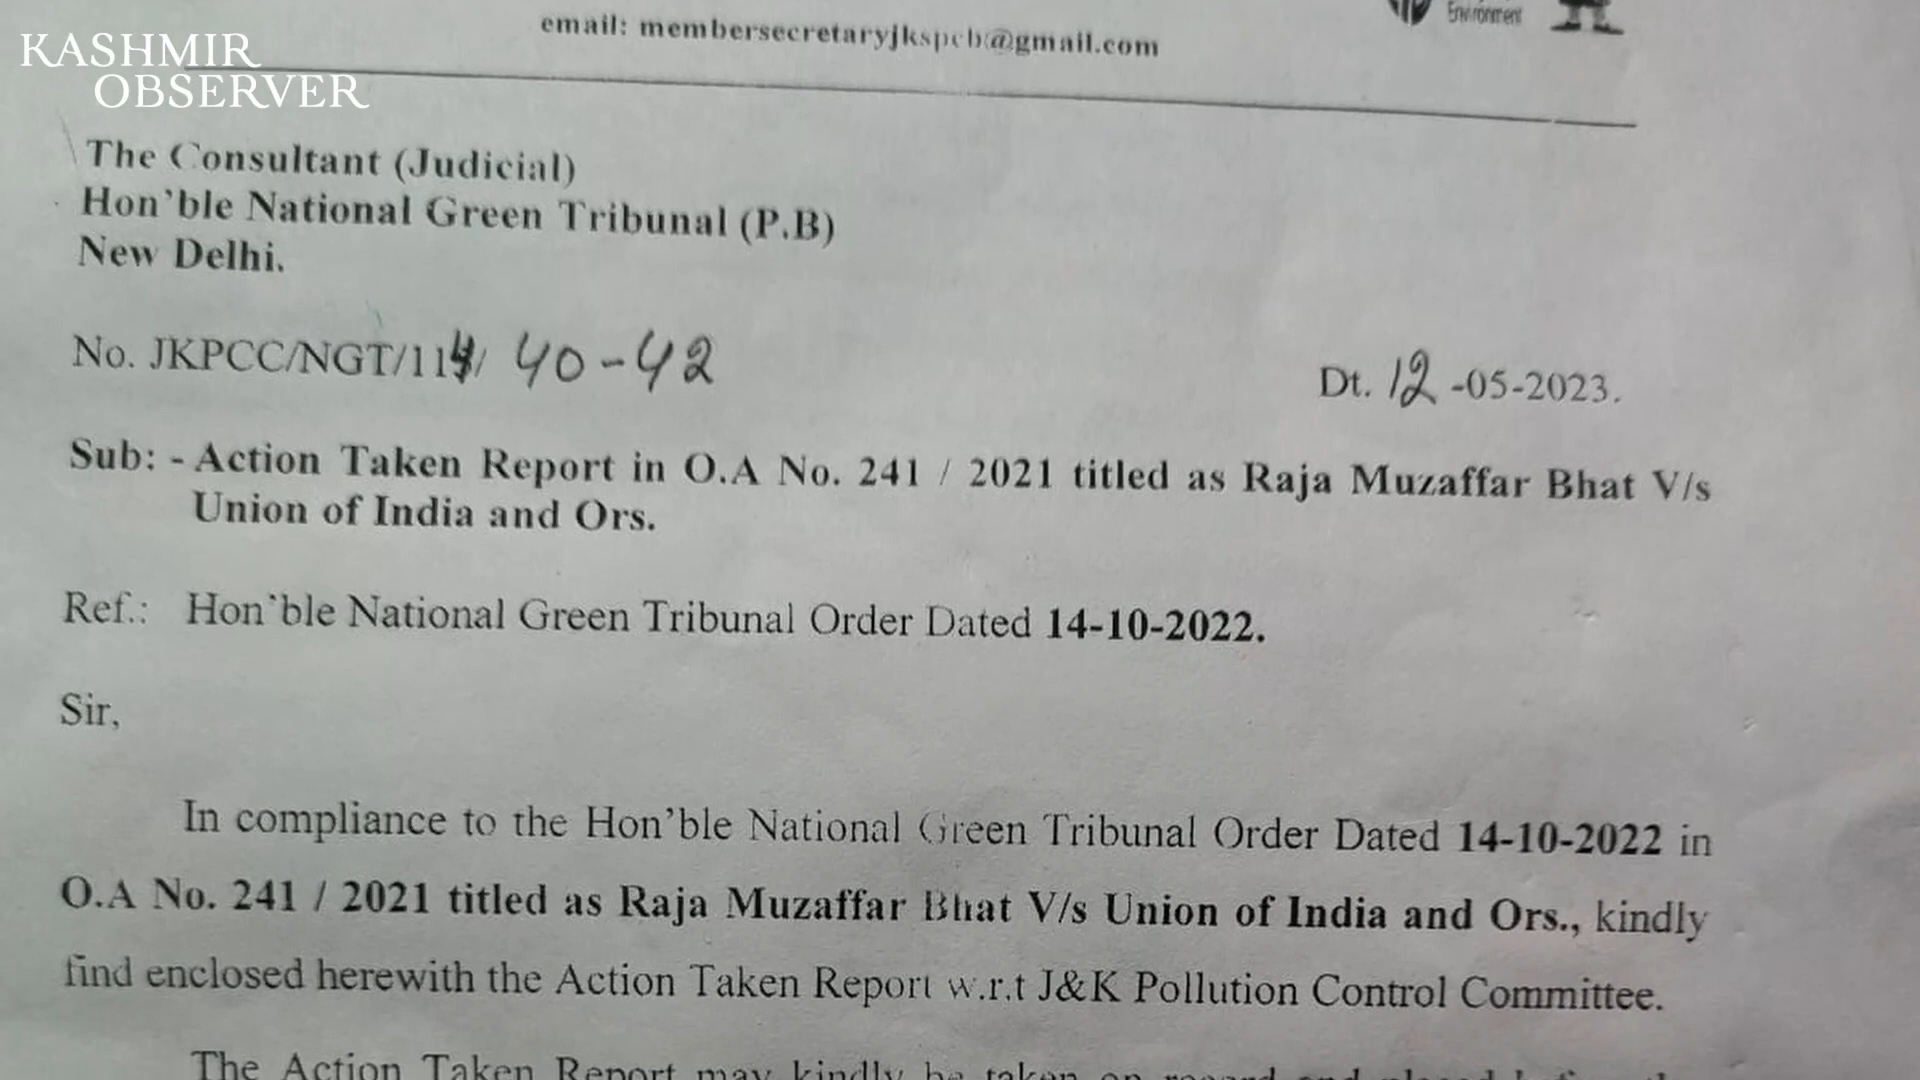 Environment
email: membersecretaryjkspcb@gmail.com
KASHMIR
OBSERVER
The Consultant (Judicial)
Hon'ble National Green Tribunal (P.B)
New Delhi.
No. JKPCC/NGT/114/ 40-42
Dt. 12-05-2023.
Sub: - Action Taken Report in O.A No. 241 / 2021 titled as Raja Muzaffar Bhat V/s
Union of India and Ors.
Ref.: Hon'ble National Green Tribunal Order Dated 14-10-2022.
Sir,
In compliance to the Hon'ble National Green Tribunal Order Dated 14-10-2022 in
O.A No. 241 / 2021 titled as Raja Muzaffar Bhat V/s Union of India and Ors., kindly
find enclosed herewith the Action Taken Report w.r.t J&K Pollution Control Committee.
The Action Taken Report may kindly be taken on record and placed